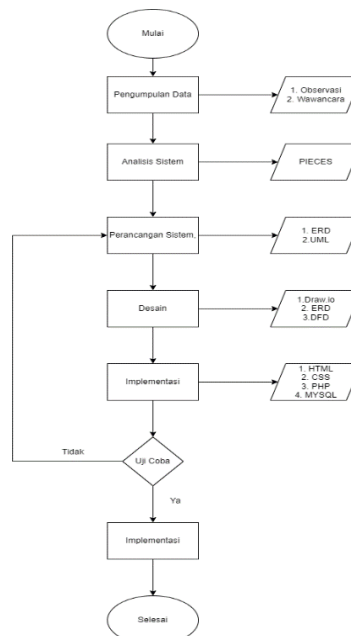 Mulai
Pengumpulan Data
1. Observasi
2. Wawancara
Analisis Sistem
PIECES
Perancangan Sistem.
1. ERD
2.UML
Desain
1.Draw.io
2. ERD
3.DFD
Implementasi
1. HTML
2. CSS
3. PHP
4. MYSQL
Tidak
Uji Coba
Ya
Implementasi
Selesai